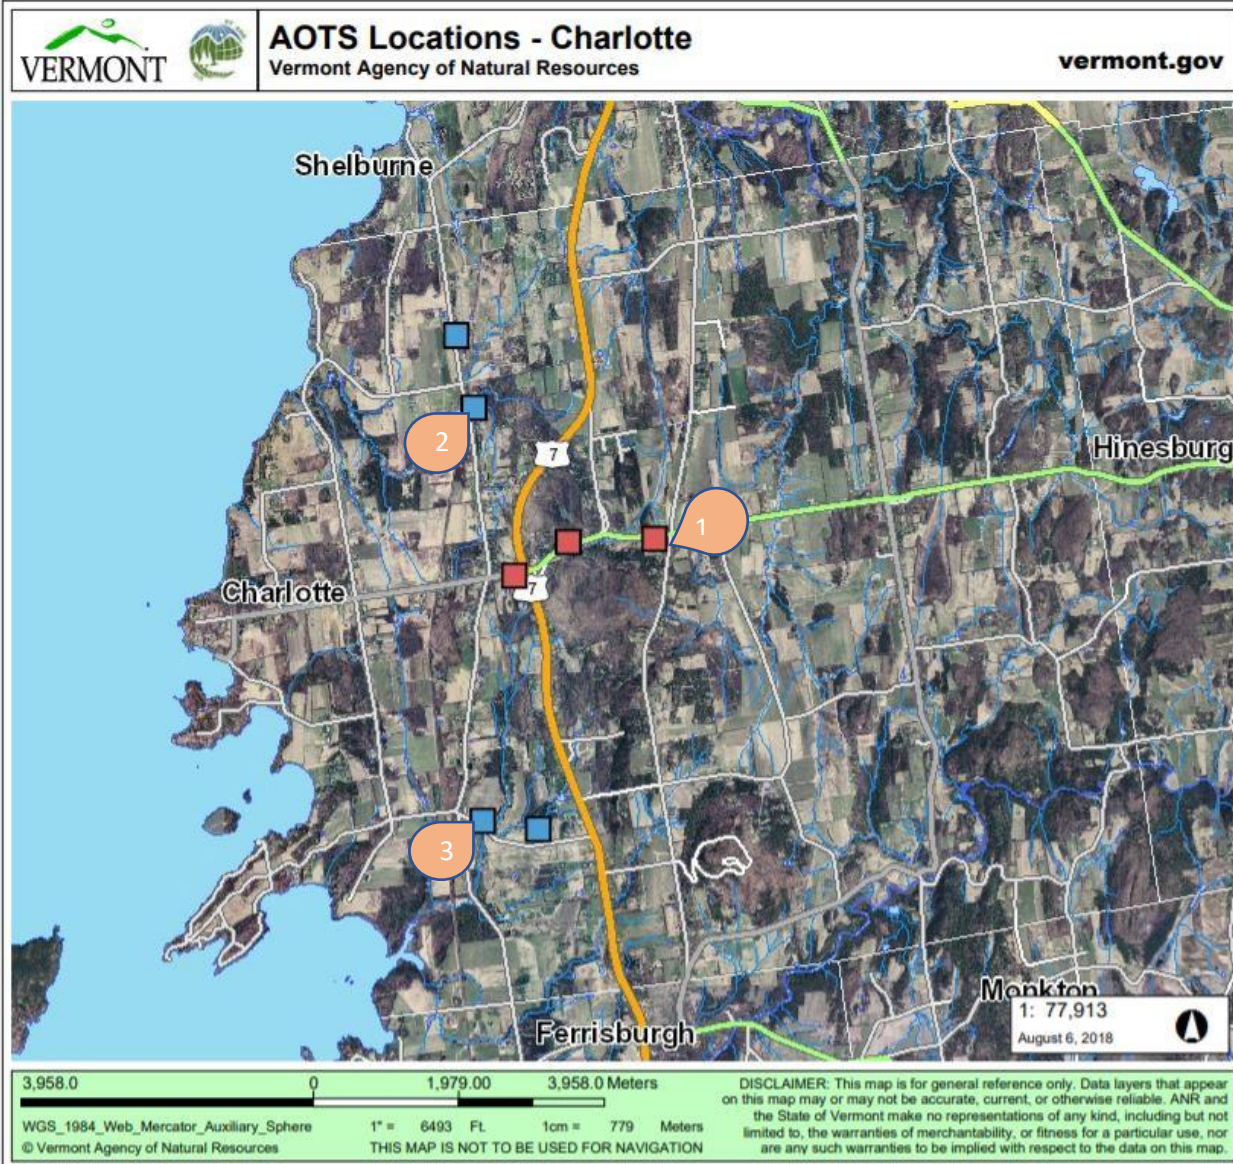 VERMONT
AOTS Locations - Charlotte
Vermont Agency of Natural Resources
vermont.gov
Shelburne
2
7
Hinesburg
1
Charlotte
7
3
Monkton
Ferrisburgh
1: 77,913
August 6, 2018
3,958.0 0 1,979.00 3,958.0 Meters
WGS_1984_Web_Mercator_Auxiliary_Sphere
© Vermont Agency of Natural Resources
1" = 6493 Ft. 1cm = 779 Meters
THIS MAP IS NOT TO BE USED FOR NAVIGATION
DISCLAIMER: This map is for general reference only. Data layers that appear
on this map may or may not be accurate, current, or otherwise reliable. ANR and
the State of Vermont make no representations of any kind, including but not
limited to, the warranties of merchantability, or fitness for a particular use, nor
are any such warranties to be implied with respect to the data on this map.